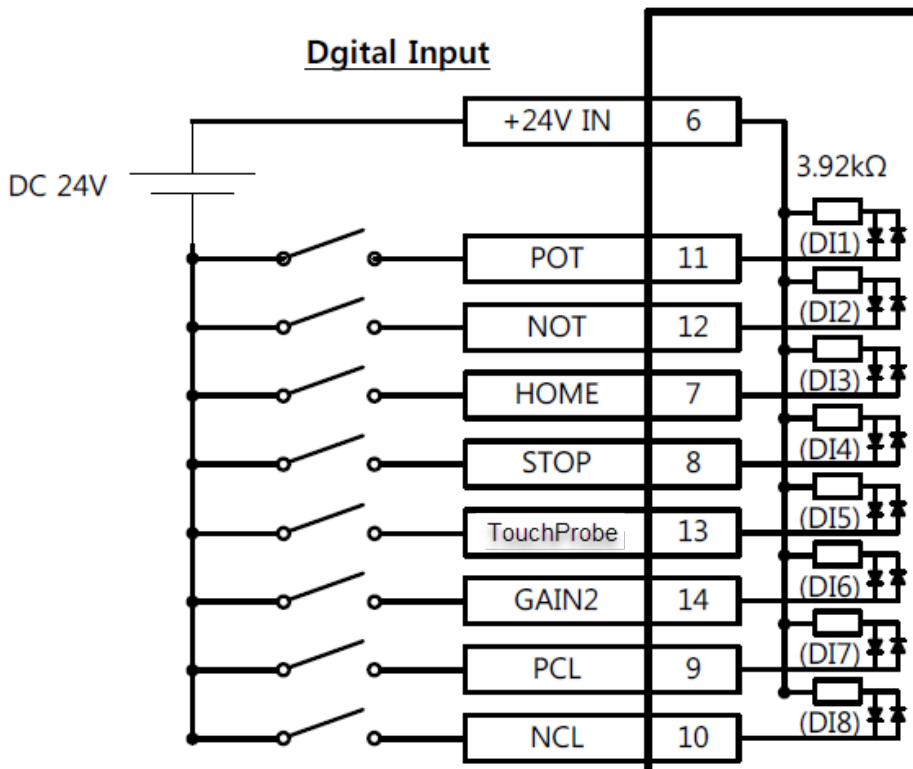 Dgital Input
+24V IN 6
DC 24V
3.92kΩ
POT 11 (DI1)
NOT 12 (DI2)
HOME 7 (DI3)
STOP 8 (DI4)
TouchProbe 13 (DI5)
GAIN2 14 (DI6)
PCL 9 (DI7)
NCL 10 (DI8)